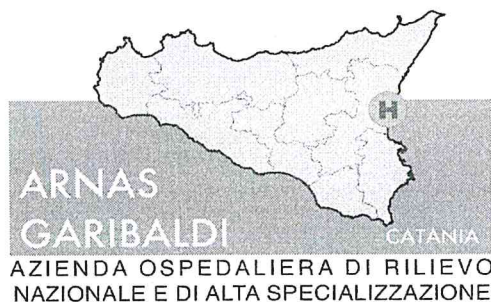 H
ARNAS
GARIBALDI
CATANIA
AZIENDA OSPEDALIERA DI RILIEVO
NAZIONALE E DI ALTA SPECIALIZZAZIONE